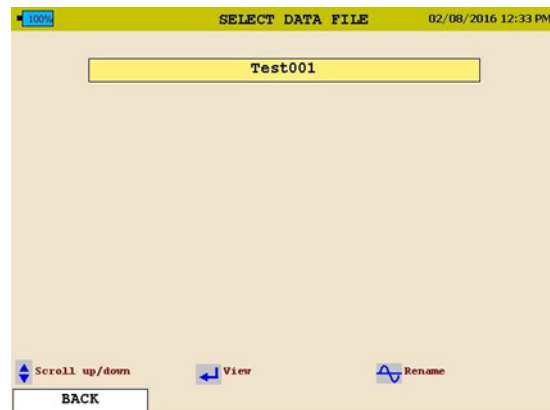 100% SELECT DATA FILE 02/08/2016 12:33 PM
Test001
Scroll up/down View Rename
BACK